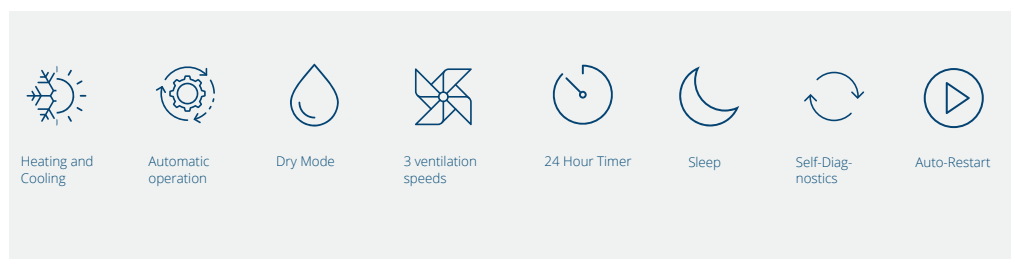 Heating and
Cooling
Automatic
operation
Dry Mode
3 ventilation
speeds
24 Hour Timer
Sleep
Self-Diag-
nostics
Auto-Restart